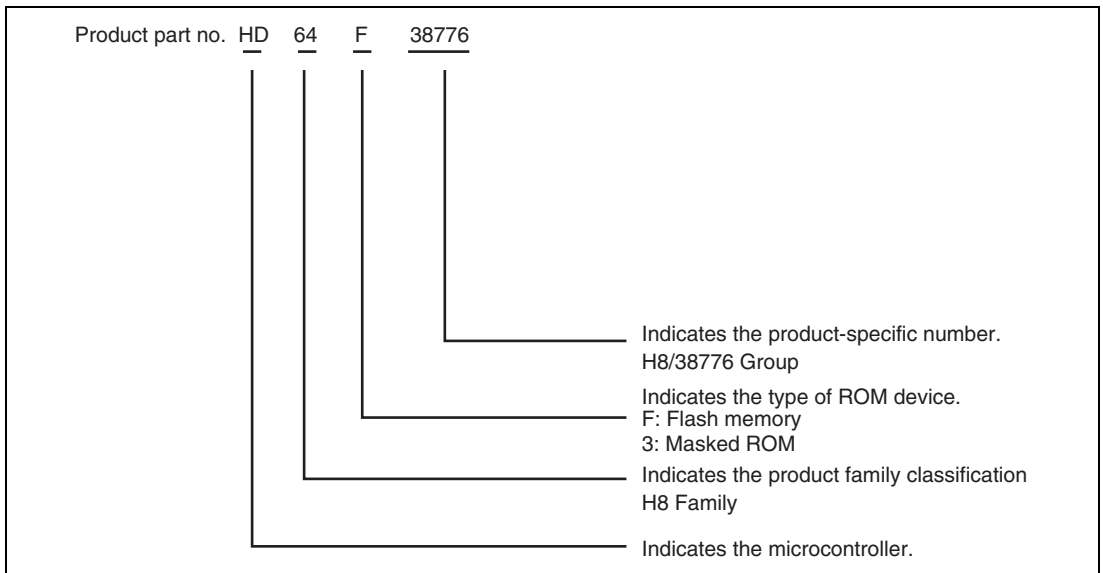 Product part no. HD 64 F 38776
Indicates the product-specific number.
H8/38776 Group
Indicates the type of ROM device.
F: Flash memory
3: Masked ROM
Indicates the product family classification
H8 Family
Indicates the microcontroller.